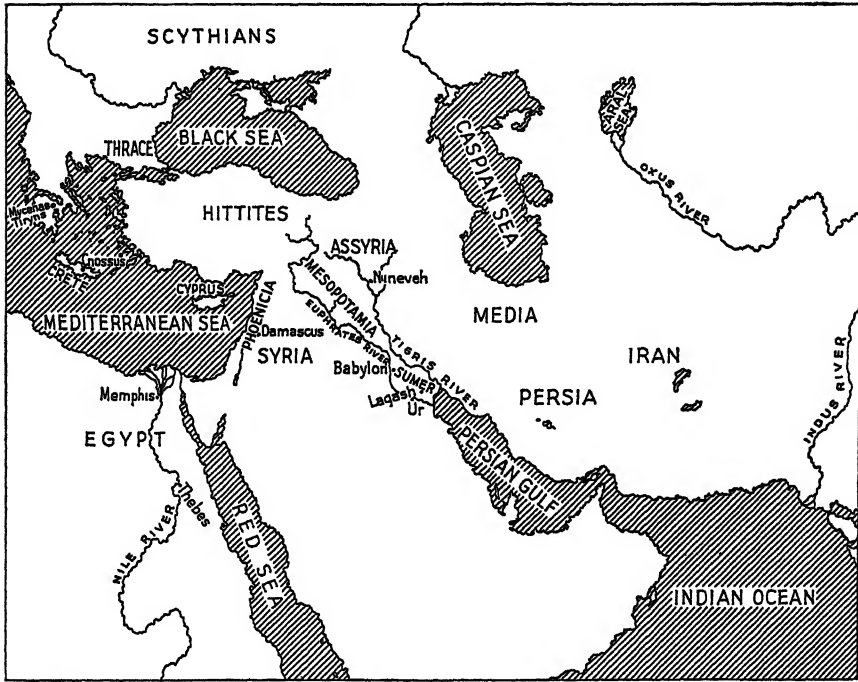 SCYTHIANS
BLACK SEA
THRACE
CASPIAN SEA
ARAL
SEA
OXUS RIVER
Mycenae
Tiryns
HITTITES
ASSYRIA
Nineveh
Cnossus
CRETE
CYPRUS
MESOPOTAMIA
MEDITERRANEAN SEA
PHOENICIA
Damascus
SYRIA
EUPHRATES RIVER
TIGRIS RIVER
MEDIA
IRAN
Babylon
SUMER
Lagash
Ur
PERSIA
INDUS RIVER
Memphis
EGYPT
PERSIAN GULF
Thebes
NILE RIVER
RED SEA
INDIAN OCEAN